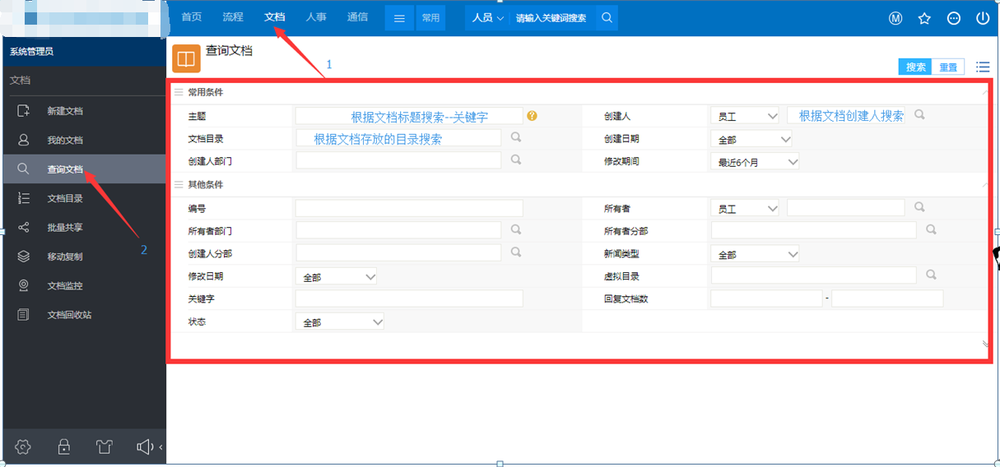 首页 流程 文档 人事 通信 常用 人员 请输入关键词搜索 M
系统管理员
查询文档
1
文档
搜索 重置
新建文档
我的文档
查询文档
文档目录
批量共享
2
移动复制
文档监控
文档回收站
常用条件
主题 根据文档标题搜索--关键字 ? 创建人 员工 根据文档创建人搜索
文档目录 根据文档存放的目录搜索 创建日期 全部
创建人部门 修改期间 最近6个月
其他条件
编号 所有者 员工
所有者部门 所有者分部
创建人分部 新闻类型 全部
修改日期 全部 虚拟目录
关键字 回复文档数 -
状态 全部